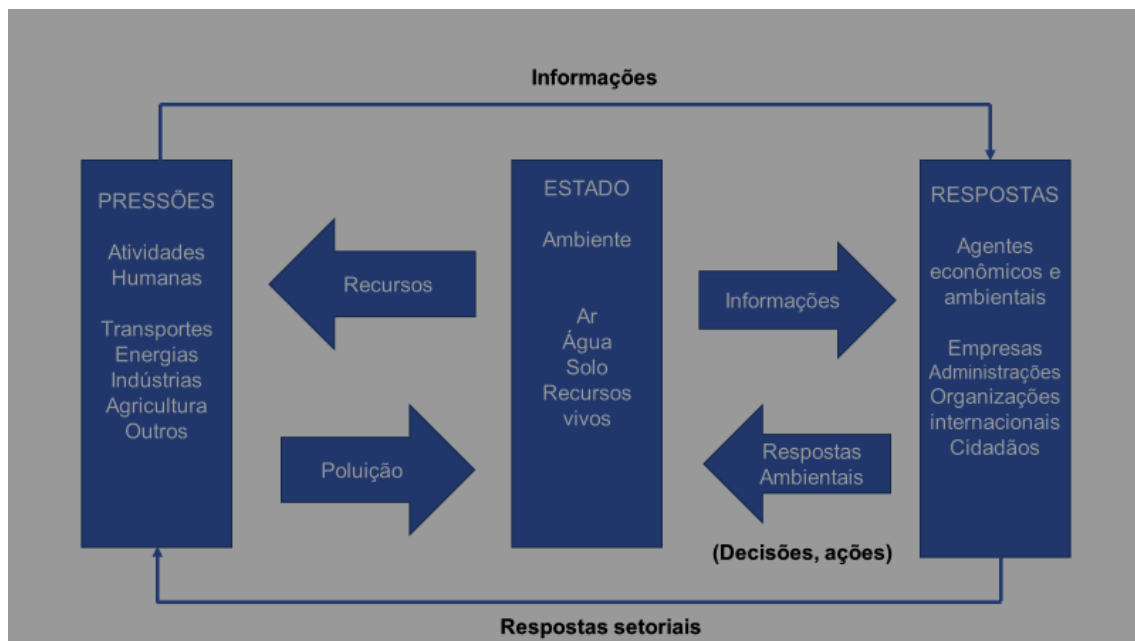 Informações
PRESSÕES
Atividades
Humanas
Transportes
Energias
Indústrias
Agricultura
Outros
Recursos
Poluição
ESTADO
Ambiente
Ar
Água
Solo
Recursos
vivos
Informações
Respostas
Ambientais
(Decisões, ações)
RESPOSTAS
Agentes
econômicos e
ambientais
Empresas
Administrações
Organizações
internacionais
Cidadãos
Respostas setoriais